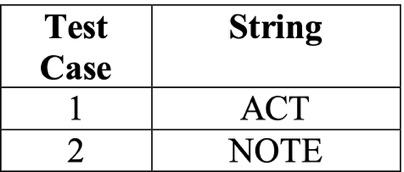 Test Case String
1 ACT
2 NOTE